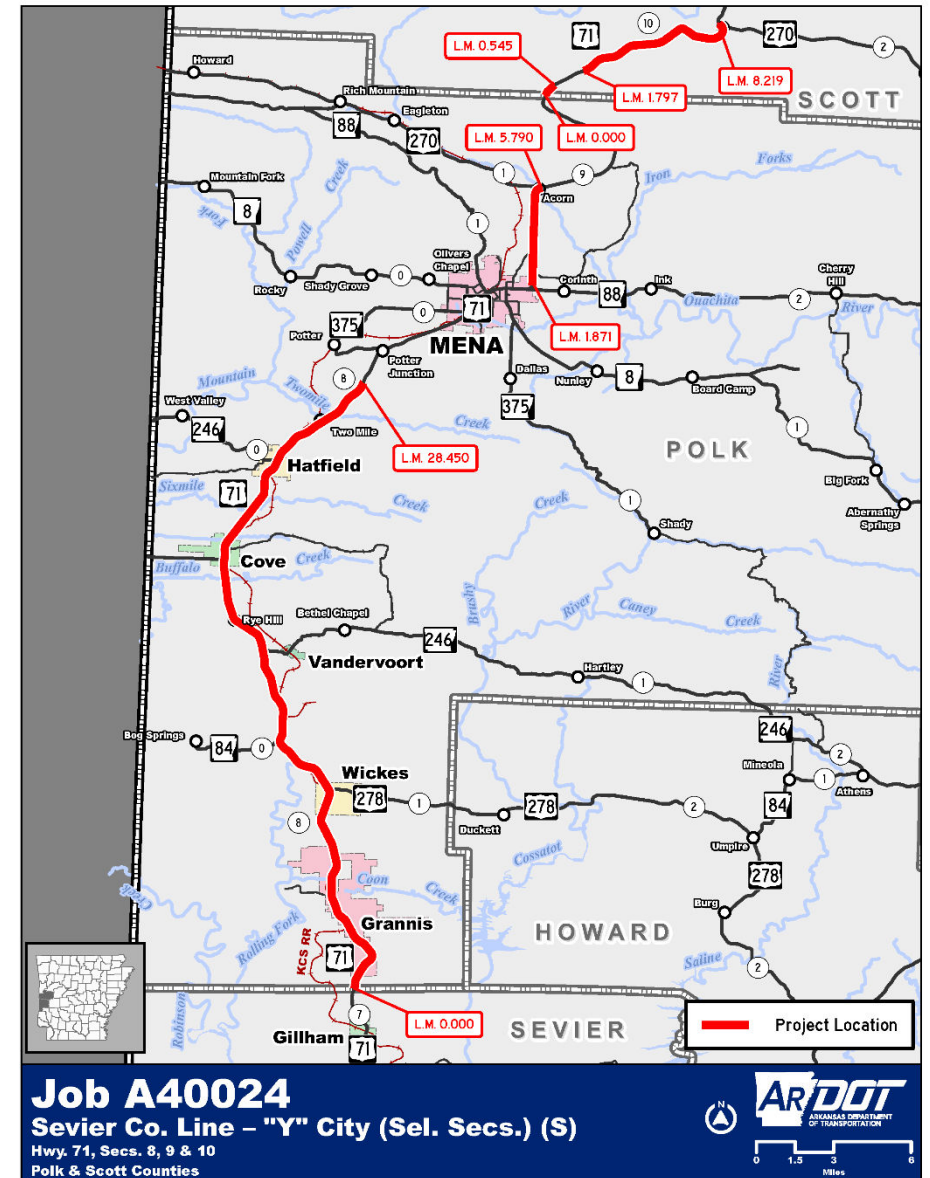 10
71
270
2
L.M. 0.545
L.M. 8.219
L.M. 1.797
L.M. 0.000
SCOTT
Howard
Rich Mountain
Eagleton
88
270
L.M. 5.790
1
9
Acorn
Iron
Forks
Mountain Fork
Fork
8
Powell
Creek
1
Olivers
Chapel
Rocky
Shady Grove
0
Corinth
88
Ink
Cherry
Hill
2
Ouachita
River
375
0
71
MENA
L.M. 1.871
Potter
Potter
Junction
Dallas
Nunley
8
Board Camp
375
8
Mountain
Twomile
Creek
West Valley
246
0
Two Mile
L.M. 28.450
POLK
1
Big Fork
Abernathy
Springs
Hatfield
Sixmile
Creek
71
Creek
1
Shady
Cove
Buffalo
Creek
Brushy
River
Caney
Creek
Rye Hill
Bethel Chapel
246
Vandervoort
Hartley
1
River
Bog Springs
84
0
246
2
Mineola
1
Athens
84
Wickes
278
1
278
2
Duckett
Umpire
8
Cossatot
278
Coon
Creek
Creek
Rolling Fork
Grannis
Burg
HOWARD
KCS RR
71
Saline
2
Robinson
L.M. 0.000
7
Gillham
71
SEVIER
Project Location
Job A40024
Sevier Co. Line – "Y" City (Sel. Secs.) (S)
Hwy. 71, Secs. 8, 9 & 10
Polk & Scott Counties
N
ARDOT
ARKANSAS DEPARTMENT
OF TRANSPORTATION
0 1.5 3 6
Miles